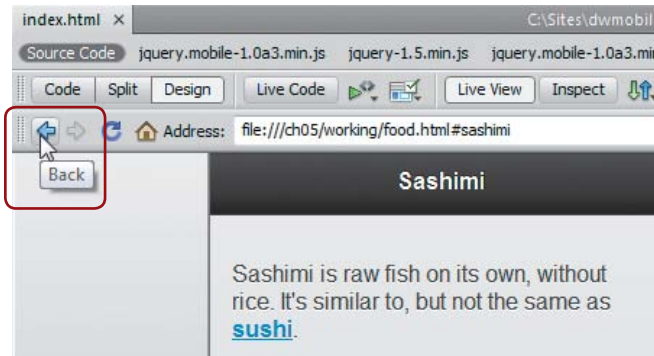 index.html × C:\Sites\dwmobil
Source Code jquery.mobile-1.0a3.min.js jquery-1.5.min.js jquery.mobile-1.0a3.mi
Code Split Design Live Code Live View Inspect
Address: file:///ch05/working/food.html#sashimi
Back
Sashimi
Sashimi is raw fish on its own, without
rice. It's similar to, but not the same as
sushi.